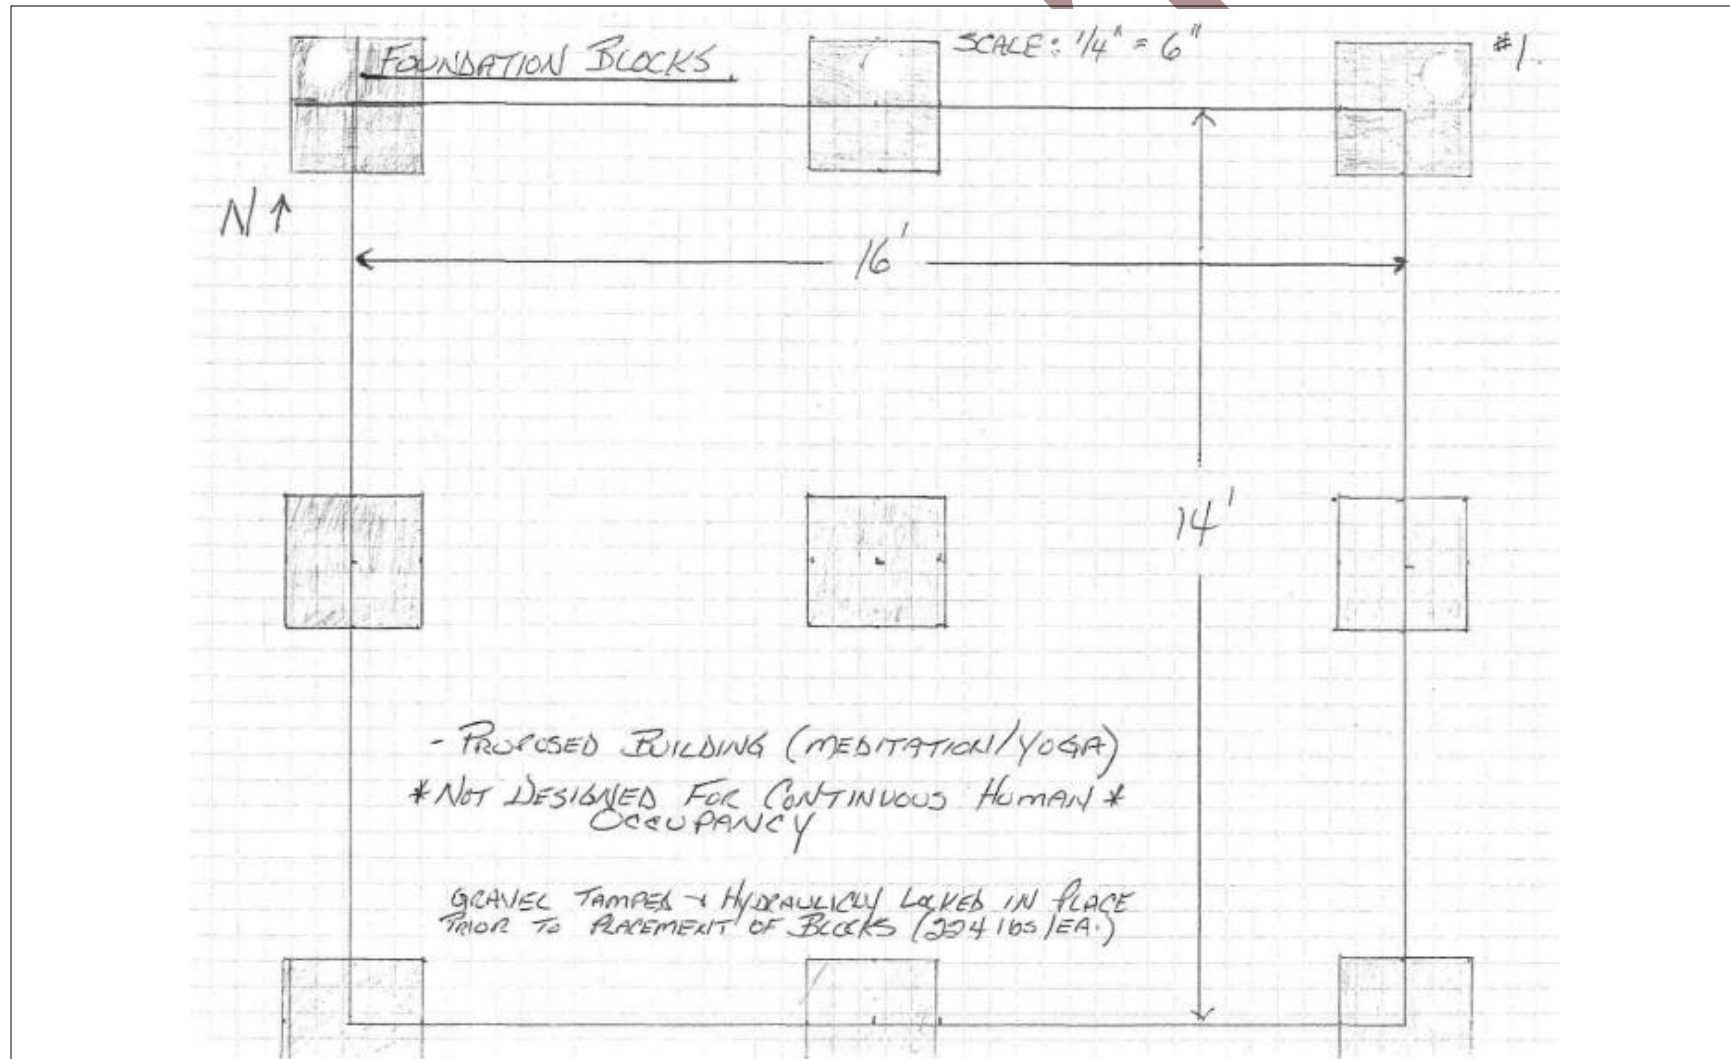 FOUNDATION BLOCKS
SCALE: 1/4" = 6"
#1.
N ↑
16'
14'
- PROPOSED BUILDING (MEDITATION/YOGA)
* NOT DESIGNED FOR CONTINUOUS HUMAN *
OCCUPANCY
GRAVEL TAMPED & HYDRAULICLY LOCKED IN PLACE
PRIOR TO PLACEMENT OF BLOCKS (224 lbs/EA.)